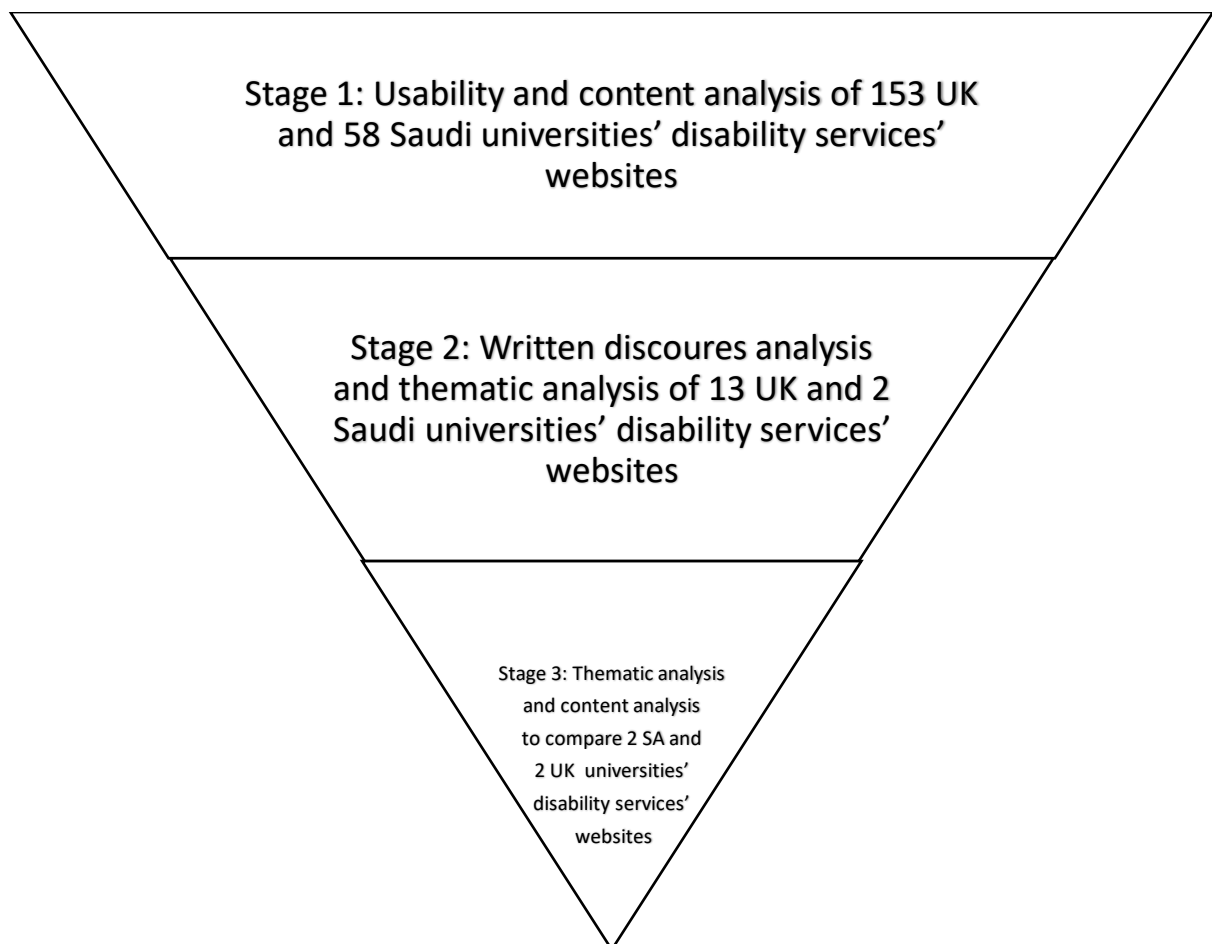 Stage 1: Usability and content analysis of 153 UK
and 58 Saudi universities’ disability services’
websites
Stage 2: Written discoures analysis
and thematic analysis of 13 UK and 2
Saudi universities’ disability services’
websites
Stage 3: Thematic analysis
and content analysis
to compare 2 SA and
2 UK universities’
disability services’
websites